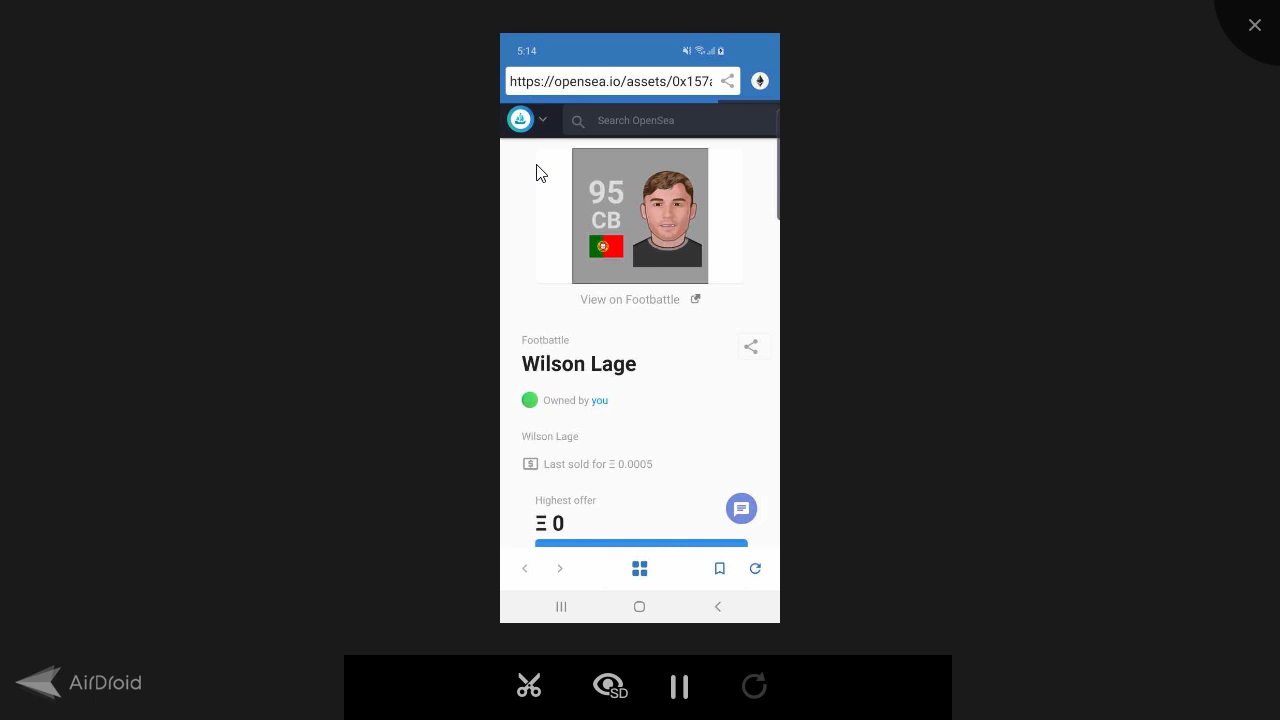 5:14
https://opensea.io/assets/0x157
Search OpenSea
95
CB
View on Footbattle
Footbattle
Wilson Lage
Owned by you
Wilson Lage
Last sold for Ξ 0.0005
Highest offer
Ξ 0
SD
AirDroid